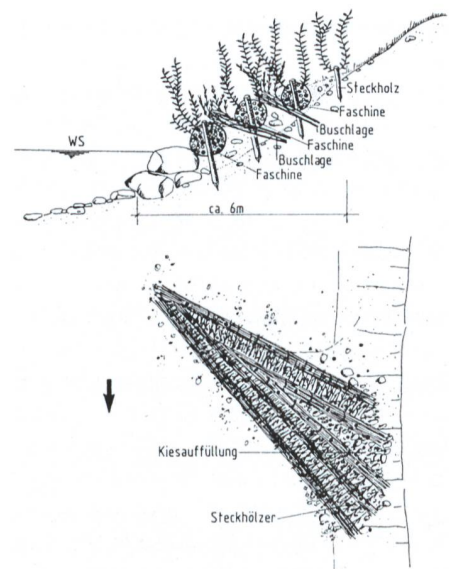 WS
Steckholz
Faschine
Buschlage
Faschine
Buschlage
Faschine
ca. 6m
Kiesauffüllung
Steckhölzer